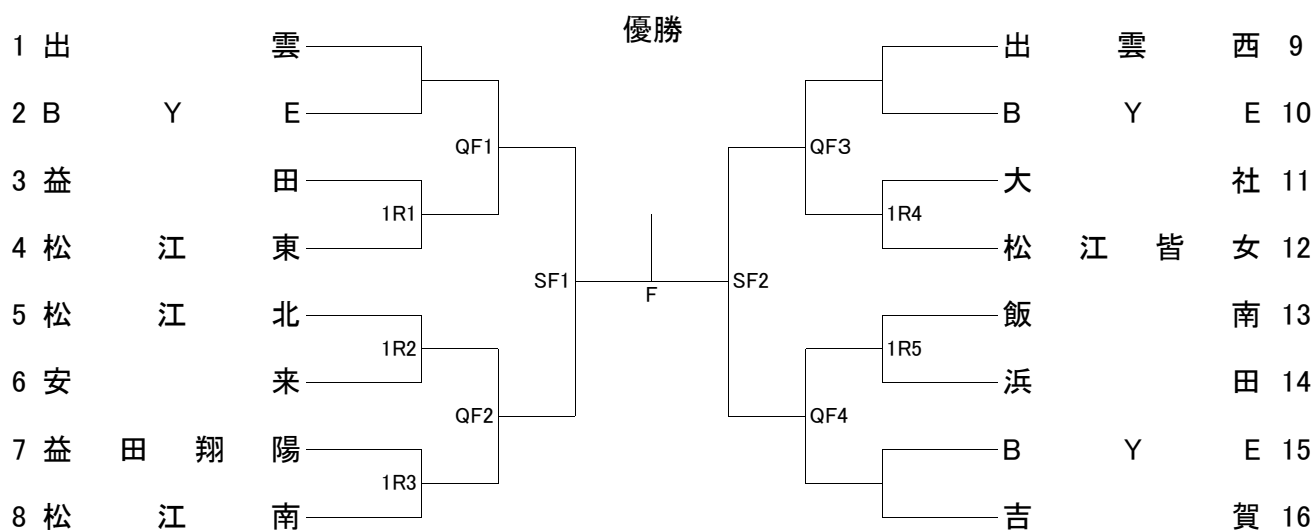 優勝
1 出雲
2 BYE
QF1
3 益田
1R1
4 松江東
SF1
5 松江北
1R2
6 安来
QF2
7 益田翔陽
1R3
8 松江南
F
出雲西 9
BYE 10
QF3
大社 11
1R4
松江皆女 12
SF2
飯南 13
1R5
浜田 14
QF4
BYE 15
吉賀 16